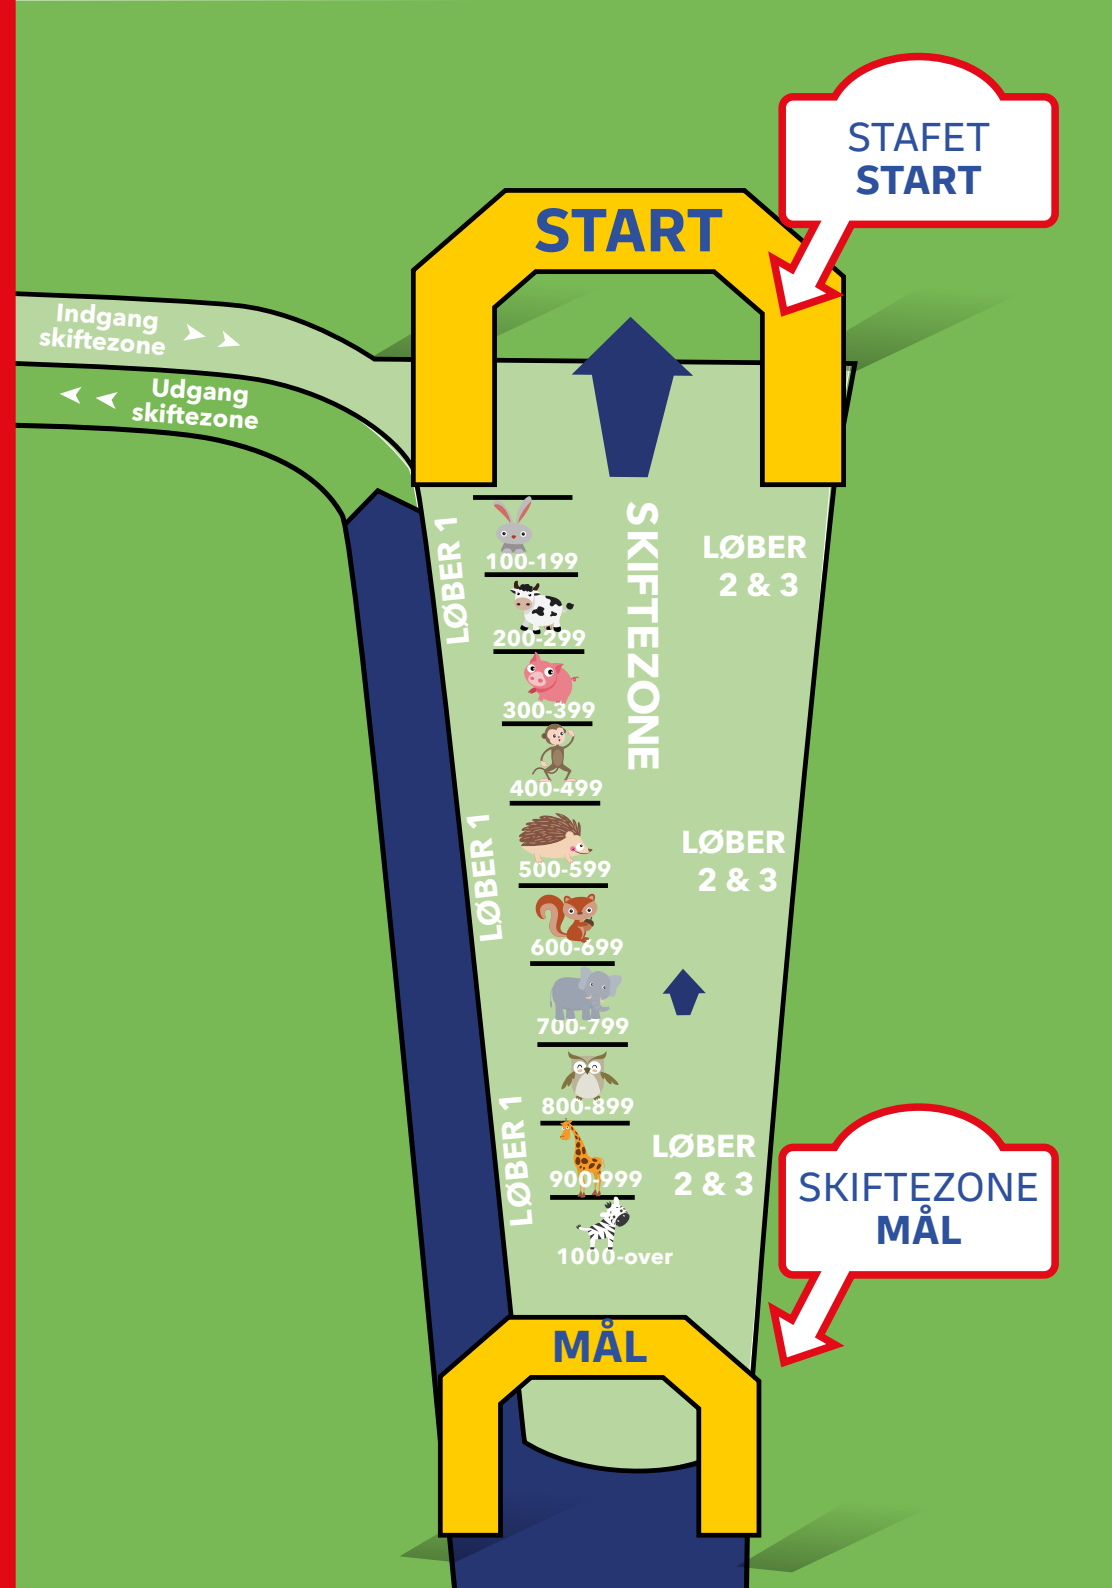 STAFET
START
START
Indgang
skiftezone
Udgang
skiftezone
LØBER 1
100-199
200-299
300-399
400-499
SKIFTEZONE
LØBER
2 & 3
LØBER 1
500-599
600-699
700-799
LØBER
2 & 3
LØBER 1
800-899
900-999
1000-over
LØBER
2 & 3
SKIFTEZONE
MÅL
MÅL